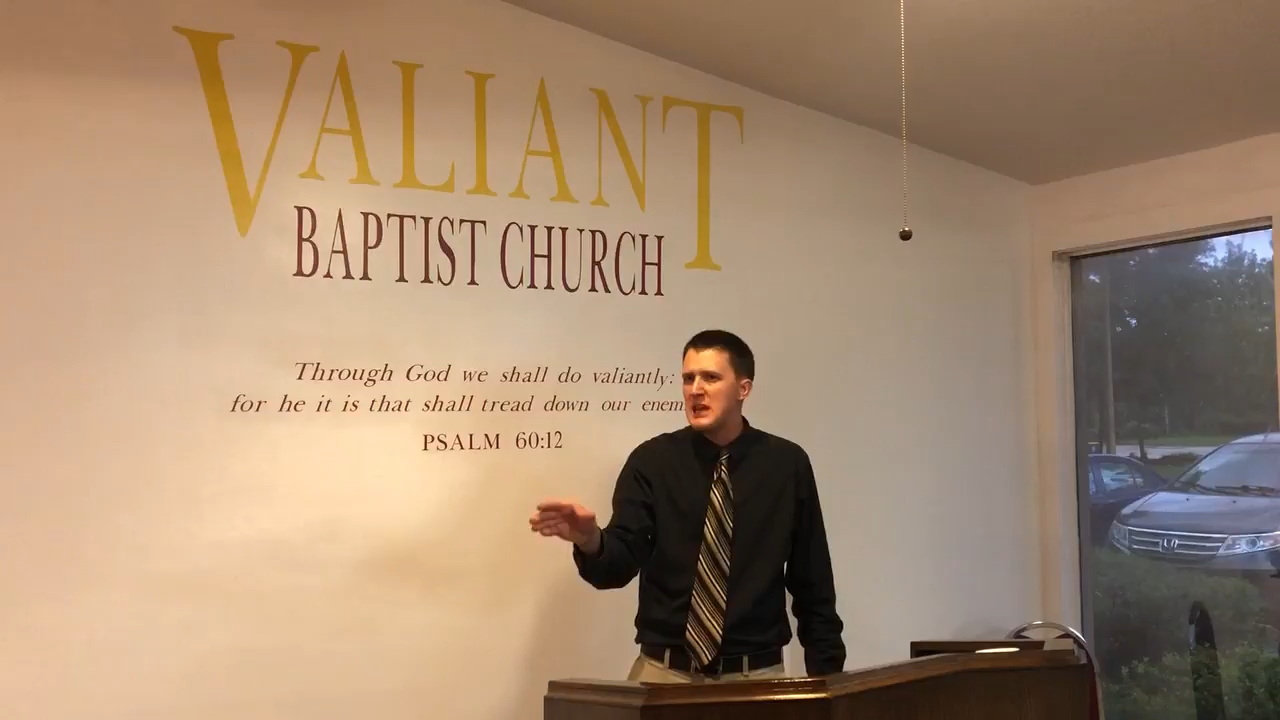 VALIANT
BAPTIST CHURCH
Through God we shall do valiantly:
for he it is that shall tread down our
PSALM 60:12